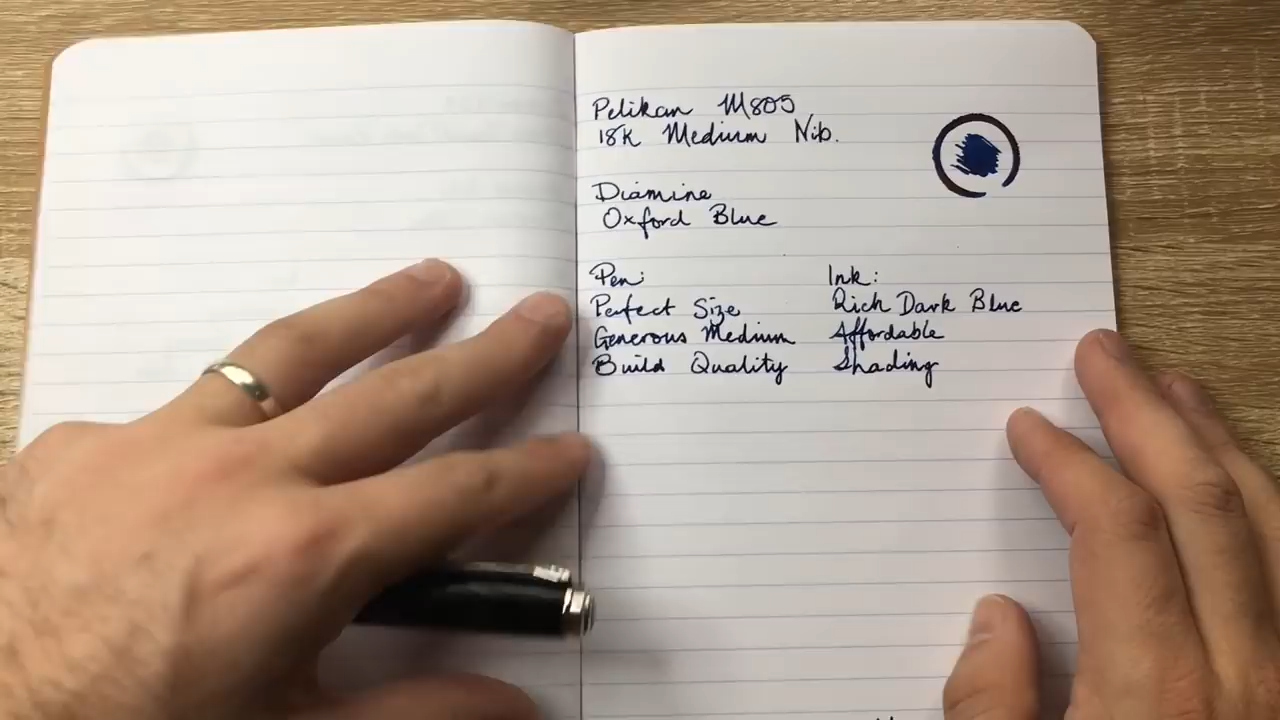 Pelikan M805
18K Medium Nib.
Diamine
Oxford Blue
Pen:
Perfect Size
Generous Medium
Build Quality
Ink:
Rich Dark Blue
Affordable
Shading